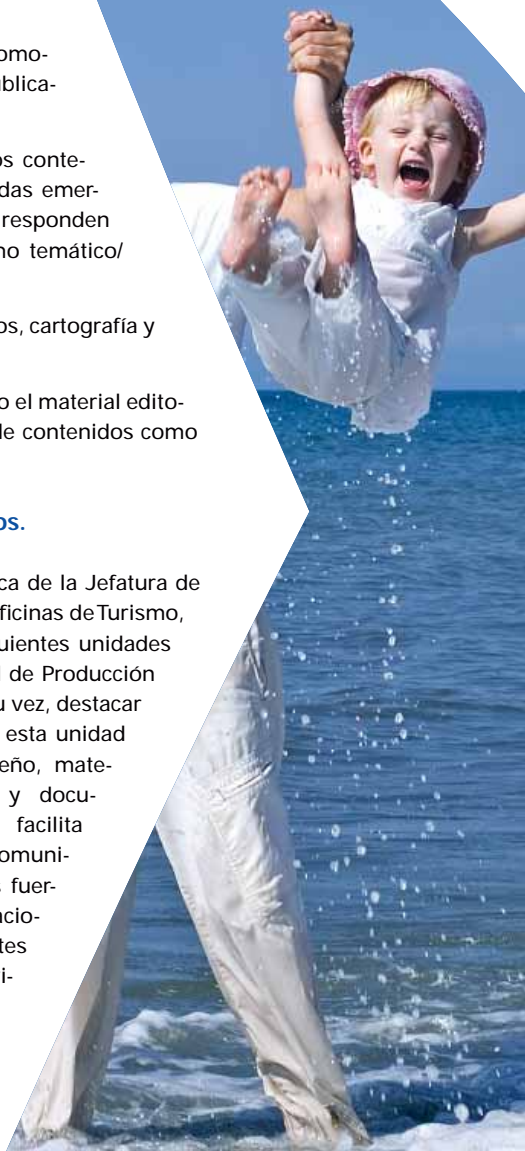 omo-
ublica-
os conte-
das emer-
responden
no temático/
os, cartografía y
o el material edito-
de contenidos como
os.
ca de la Jefatura de
ficinas de Turismo,
uientes unidades
de Producción
u vez, destacar
esta unidad
eño, mate-
y docu-
facilita
omuni-
fuer-
acio-
tes
i-